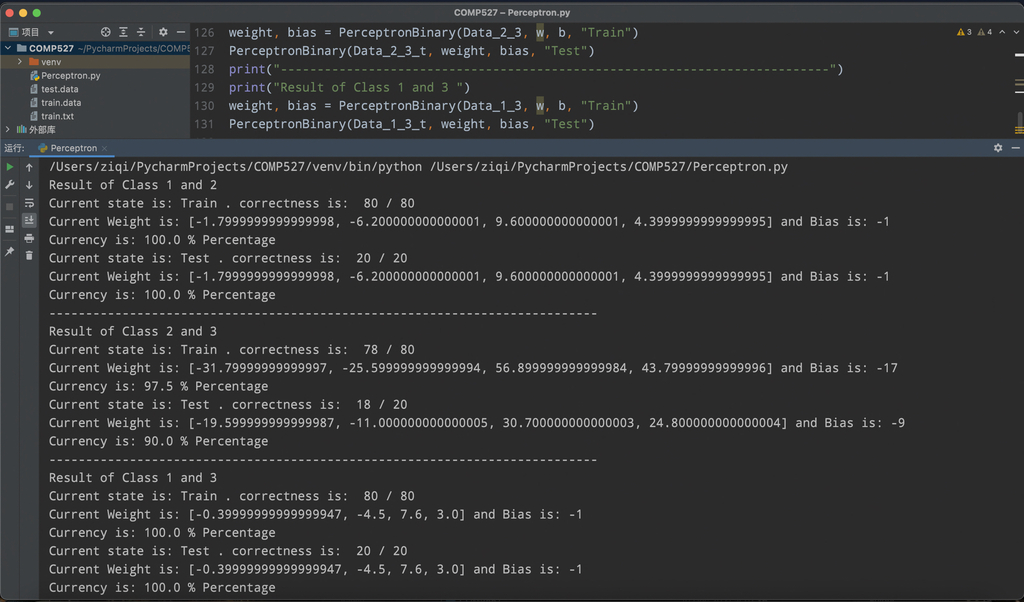 COMP527 – Perceptron.py
项目
COMP527 ~/PycharmProjects/COMP5
venv
Perceptron.py
test.data
train.data
train.txt
外部库
3 4
126 weight, bias = PerceptronBinary(Data_2_3, w, b, "Train")
127 PerceptronBinary(Data_2_3_t, weight, bias, "Test")
128 print("---------------------------------------------------------------------------")
129 print("Result of Class 1 and 3 ")
130 weight, bias = PerceptronBinary(Data_1_3, w, b, "Train")
131 PerceptronBinary(Data_1_3_t, weight, bias, "Test")
运行: Perceptron
/Users/ziqi/PycharmProjects/COMP527/venv/bin/python /Users/ziqi/PycharmProjects/COMP527/Perceptron.py
Result of Class 1 and 2
Current state is: Train . correctness is:  80 / 80
Current Weight is: [-1.7999999999999998, -6.200000000000001, 9.600000000000001, 4.3999999999999995] and Bias is: -1
Currency is: 100.0 % Percentage
Current state is: Test . correctness is:  20 / 20
Current Weight is: [-1.7999999999999998, -6.200000000000001, 9.600000000000001, 4.3999999999999995] and Bias is: -1
Currency is: 100.0 % Percentage
---------------------------------------------------------------------------
Result of Class 2 and 3
Current state is: Train . correctness is:  78 / 80
Current Weight is: [-31.79999999999997, -25.599999999999994, 56.899999999999984, 43.79999999999996] and Bias is: -17
Currency is: 97.5 % Percentage
Current state is: Test . correctness is:  18 / 20
Current Weight is: [-19.599999999999987, -11.000000000000005, 30.700000000000003, 24.800000000000004] and Bias is: -9
Currency is: 90.0 % Percentage
---------------------------------------------------------------------------
Result of Class 1 and 3
Current state is: Train . correctness is:  80 / 80
Current Weight is: [-0.39999999999999947, -4.5, 7.6, 3.0] and Bias is: -1
Currency is: 100.0 % Percentage
Current state is: Test . correctness is:  20 / 20
Current Weight is: [-0.39999999999999947, -4.5, 7.6, 3.0] and Bias is: -1
Currency is: 100.0 % Percentage